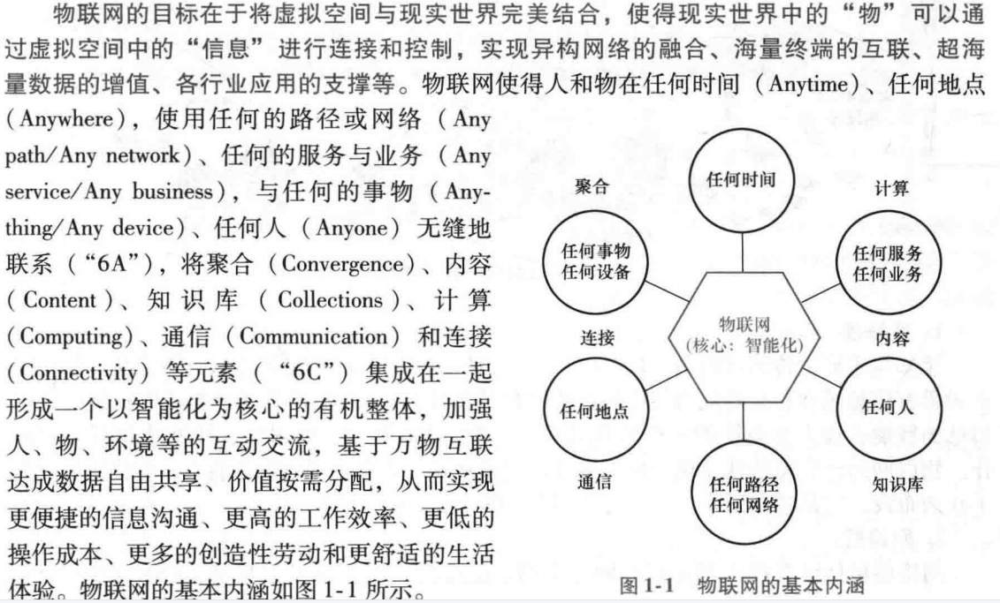 物联网的目标在于将虚拟空间与现实世界完美结合，使得现实世界中的“物”可以通
过虚拟空间中的“信息”进行连接和控制，实现异构网络的融合、海量终端的互联、超海
量数据的增值、各行业应用的支撑等。物联网使得人和物在任何时间（Anytime）、任何地点
（Anywhere），使用任何的路径或网络（Any
path/Any network）、任何的服务与业务（Any
service/Any business），与任何的事物（Any-
thing/Any device）、任何人（Anyone）无缝地
联系（“6A”），将聚合（Convergence）、内容
（Content）、知识库（Collections）、计算
（Computing）、通信（Communication）和连接
（Connectivity）等元素（“6C”）集成在一起
形成一个以智能化为核心的有机整体，加强
人、物、环境等的互动交流，基于万物互联
达成数据自由共享、价值按需分配，从而实现
更便捷的信息沟通、更高的工作效率、更低的
操作成本、更多的创造性劳动和更舒适的生活
体验。物联网的基本内涵如图1-1所示。
任何时间
聚合
计算
任何事物
任何设备
任何服务
任何业务
物联网
（核心：智能化）
连接
内容
任何地点
任何人
通信
任何路径
任何网络
知识库
图1-1 物联网的基本内涵